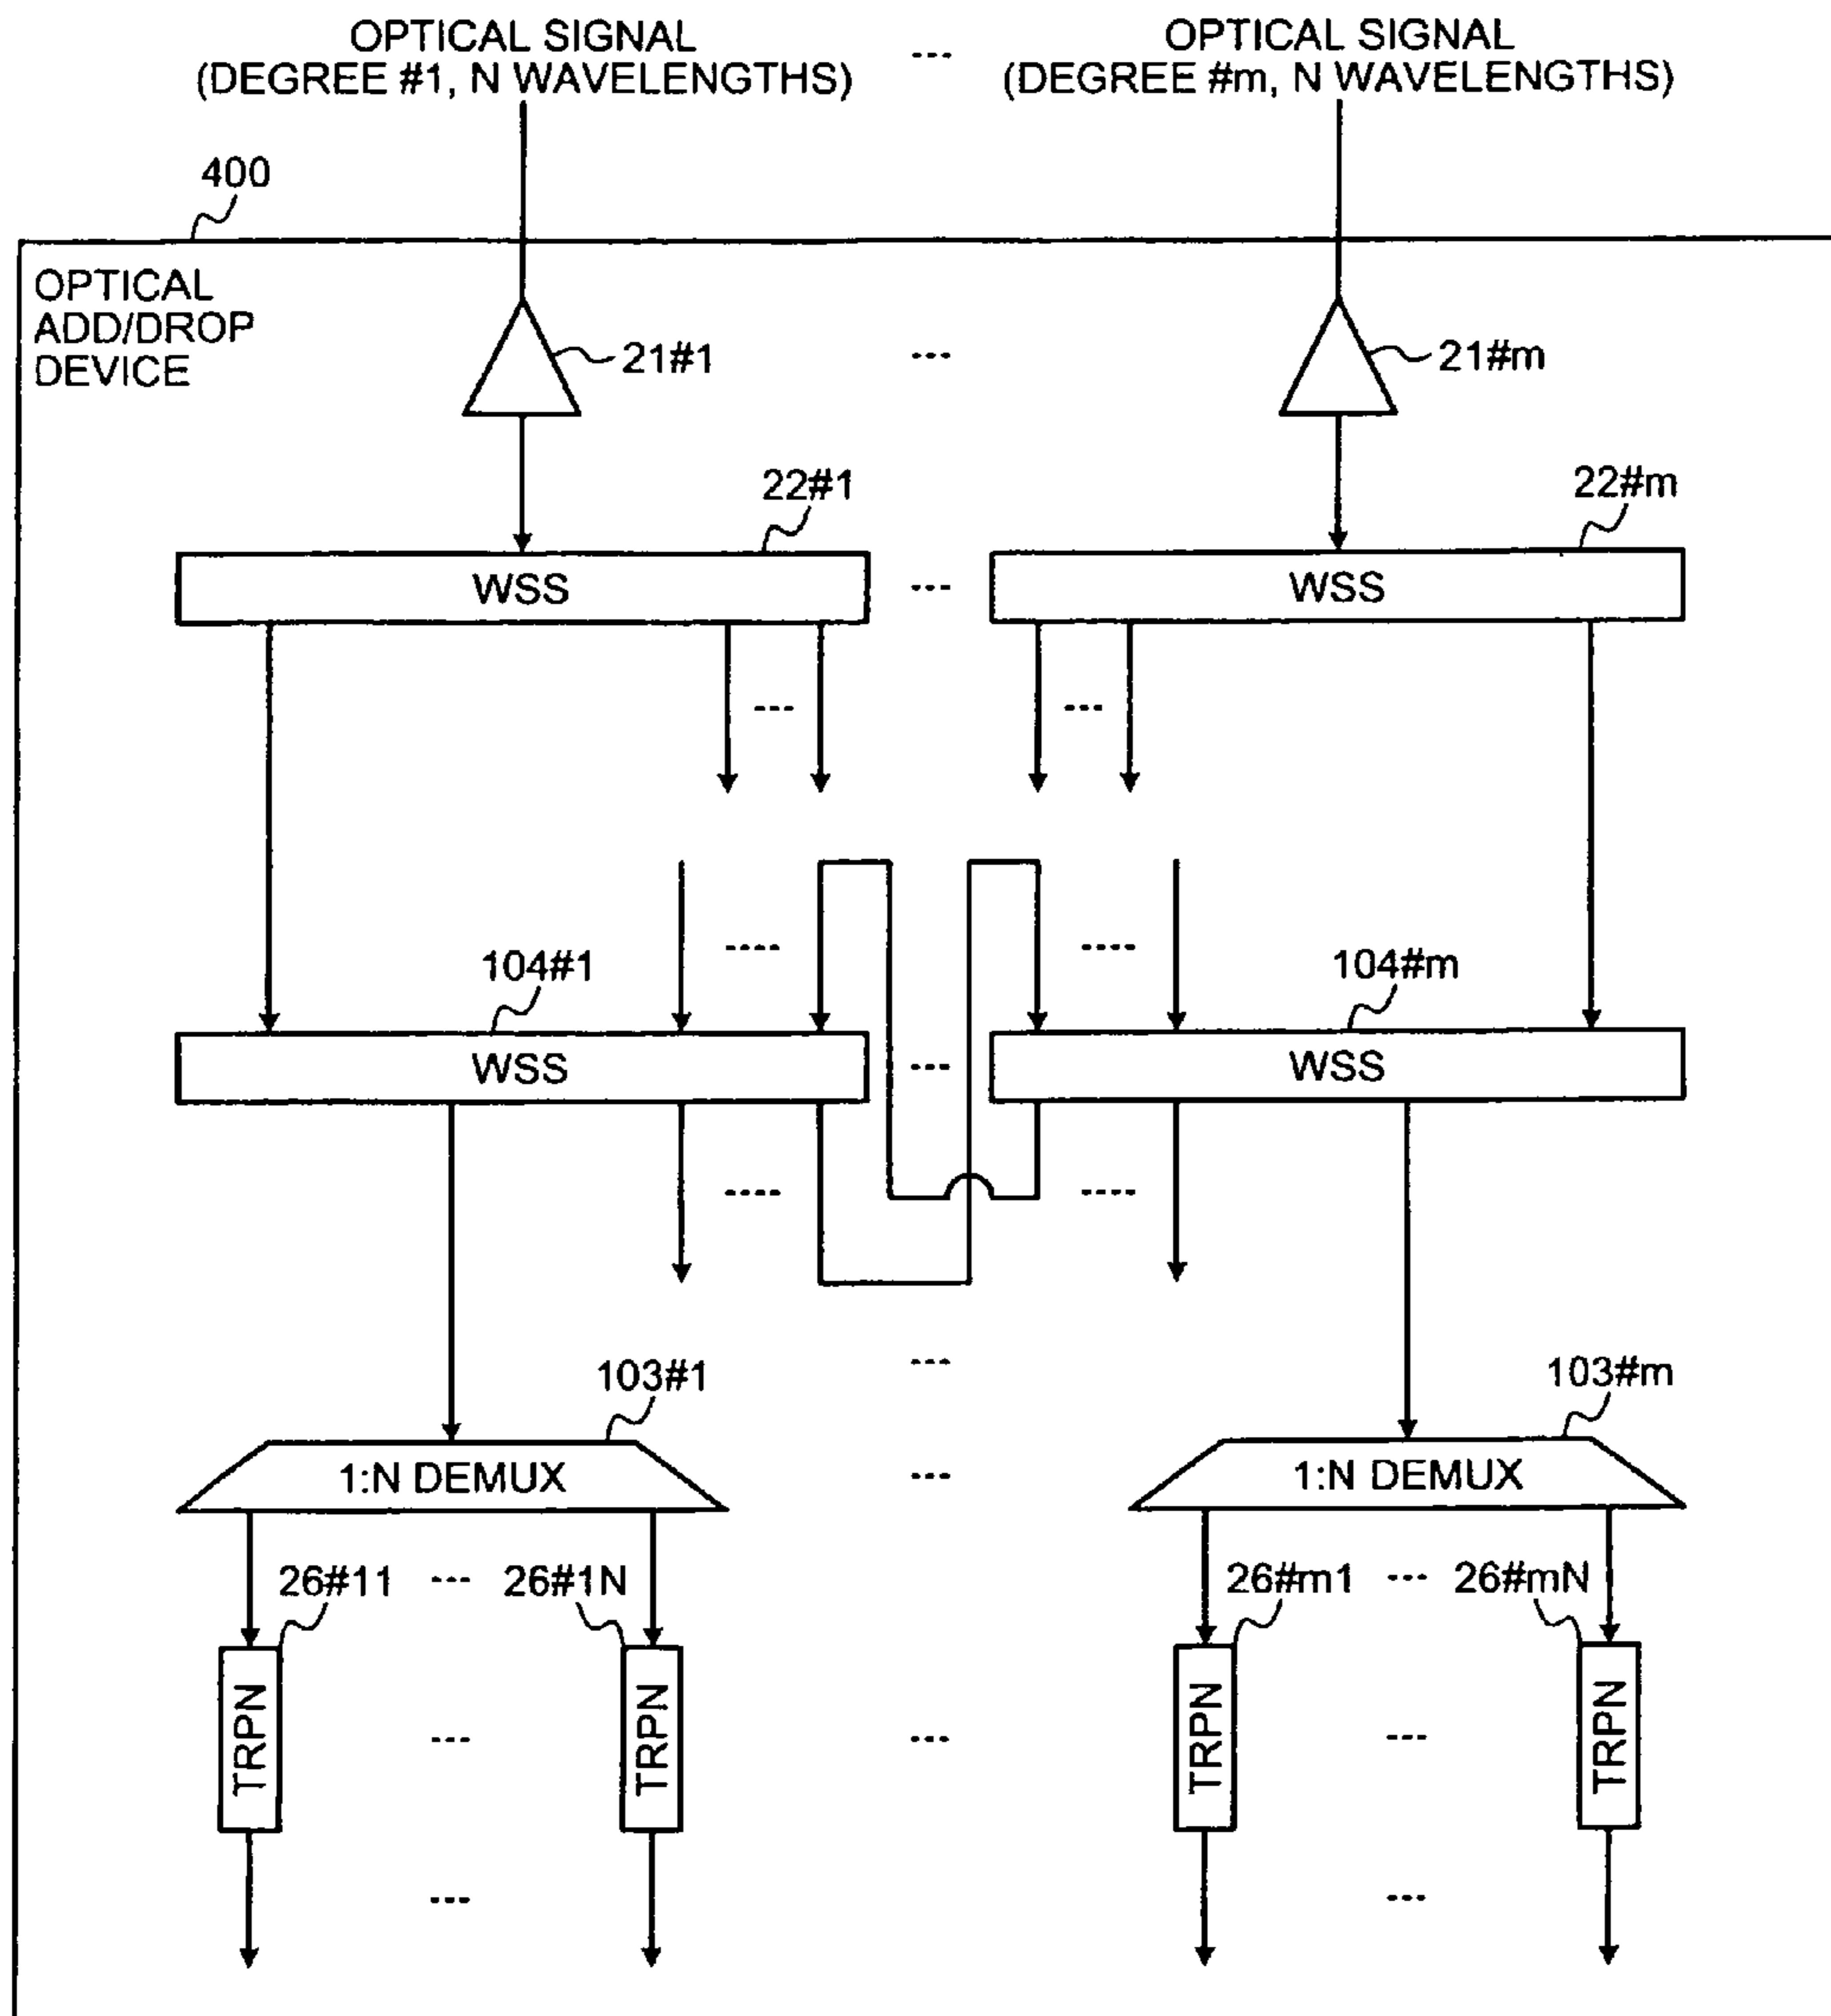 OPTICAL SIGNAL
(DEGREE #1, N WAVELENGTHS)
...
OPTICAL SIGNAL
(DEGREE #m, N WAVELENGTHS)
400
OPTICAL
ADD/DROP
DEVICE
21#1
...
21#m
22#1
22#m
WSS
...
WSS
...
...
....
....
104#1
104#m
WSS
...
WSS
....
....
...
103#1
103#m
1:N DEMUX
...
1:N DEMUX
26#11
...
26#1N
26#m1
...
26#mN
TRPN
...
TRPN
...
TRPN
...
TRPN
...
...